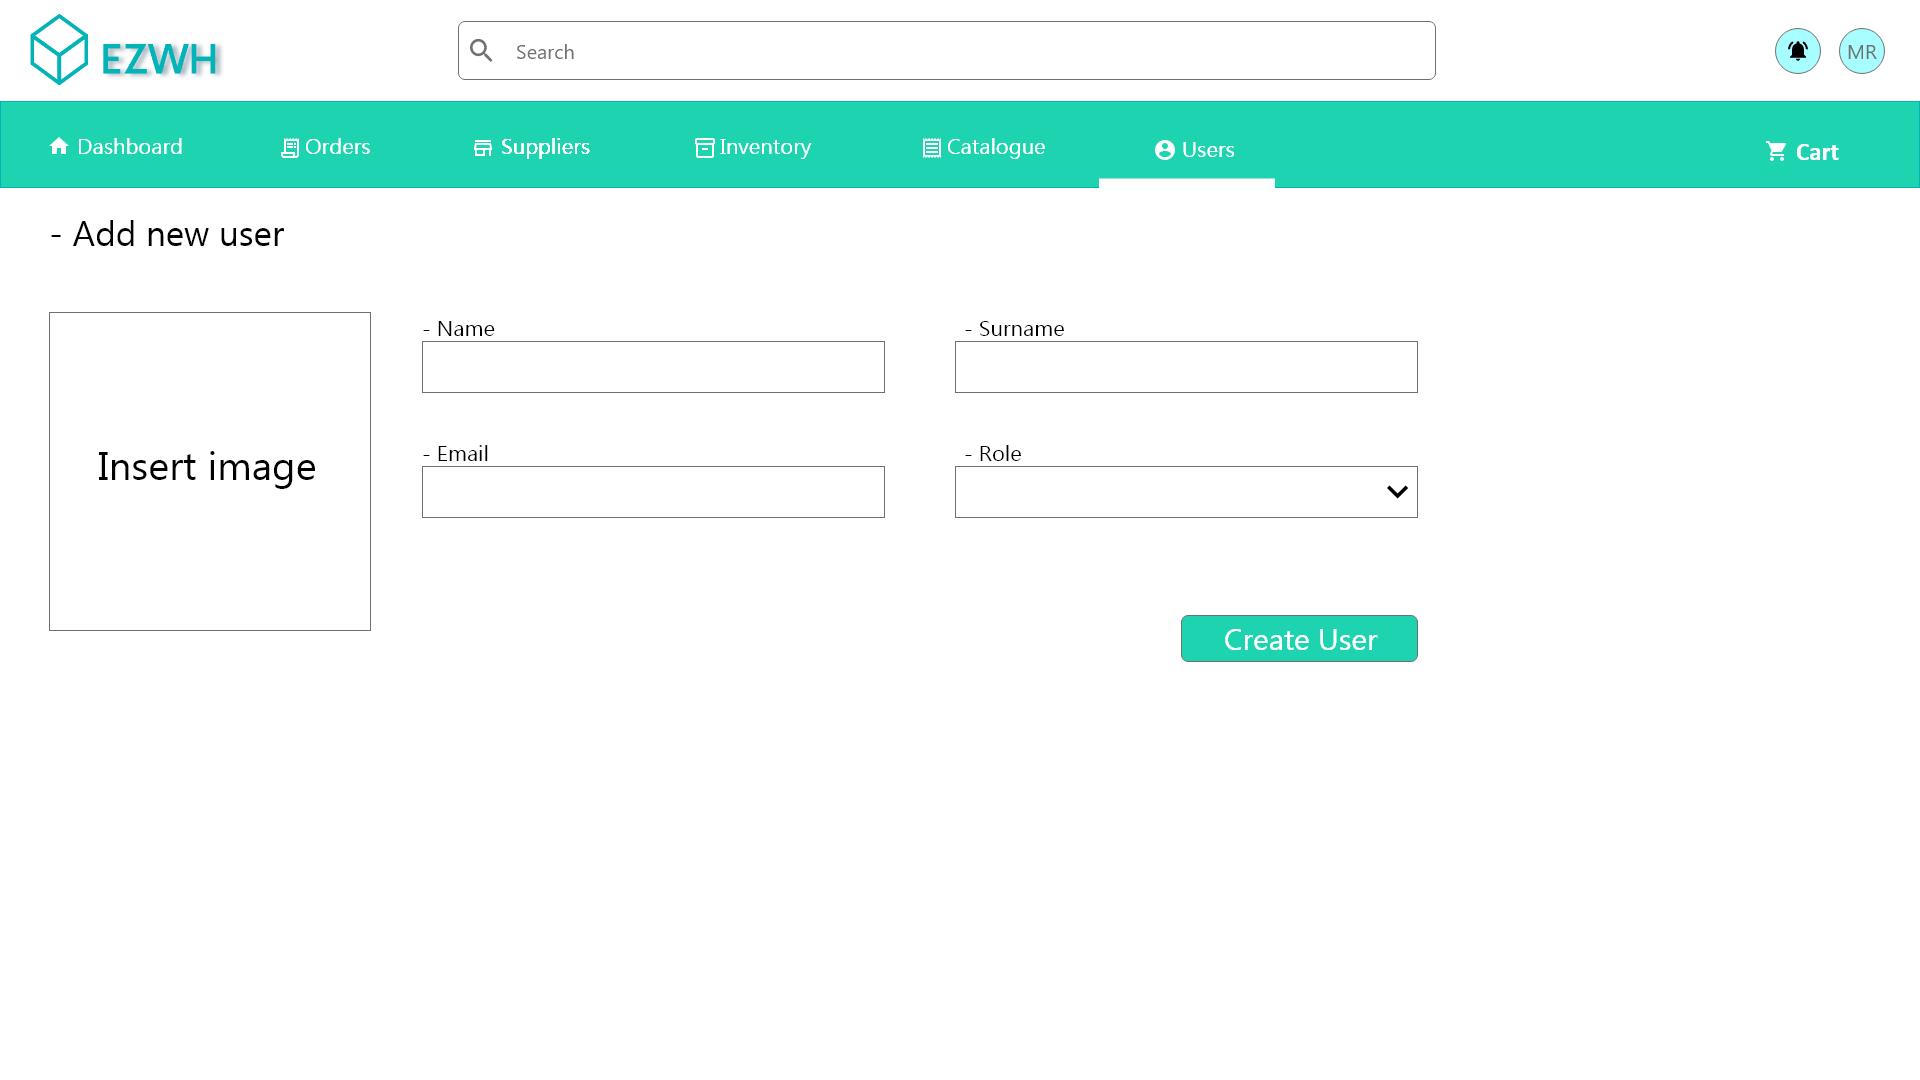 EZWH
Search
MR
Dashboard
Orders
Suppliers
Inventory
Catalogue
Users
Cart
- Add new user
Insert image
- Name
- Surname
- Email
- Role
Create User